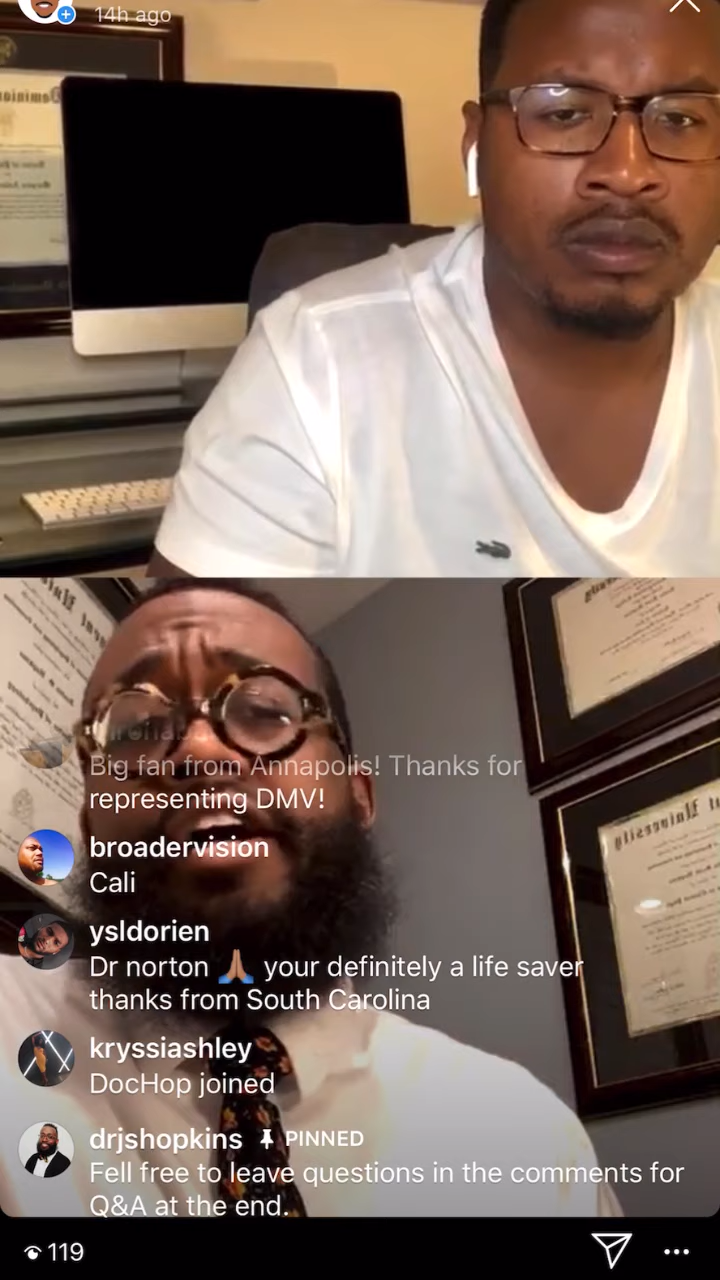 14h ago
Big fan from Annapolis! Thanks for
representing DMV!
broadervision
Cali
ysldorien
Dr norton 🙏🏽 your definitely a life saver
thanks from South Carolina
kryssiashley
DocHop joined
drjshopkins PINNED
Fell free to leave questions in the comments for
Q&A at the end.
119